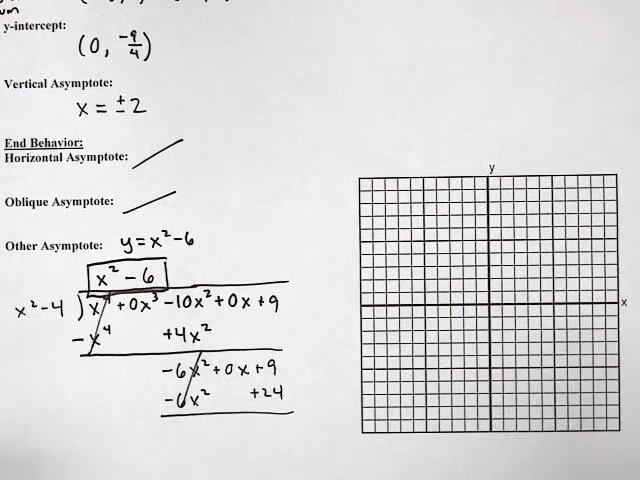 um
y-intercept:
(0, -9/4)
Vertical Asymptote:
x = ±2
End Behavior:
Horizontal Asymptote:
Oblique Asymptote:
Other Asymptote: y = x² - 6
x² - 6
x² - 4 ) x⁴ + 0x³ - 10x² + 0x + 9
- x⁴ + 4x²
- 6x² + 0x + 9
- 6x² + 24
y
x